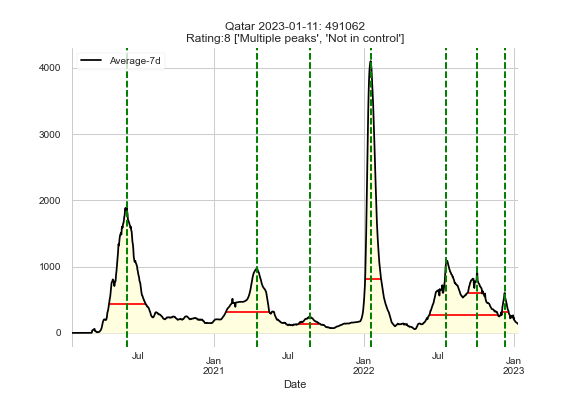 Qatar 2023-01-11: 491062
Rating:8 ['Multiple peaks', 'Not in control']
Average-7d
4000
3000
2000
1000
0
Jul
Jan
2021
Jul
Jan
2022
Jul
Jan
2023
Date